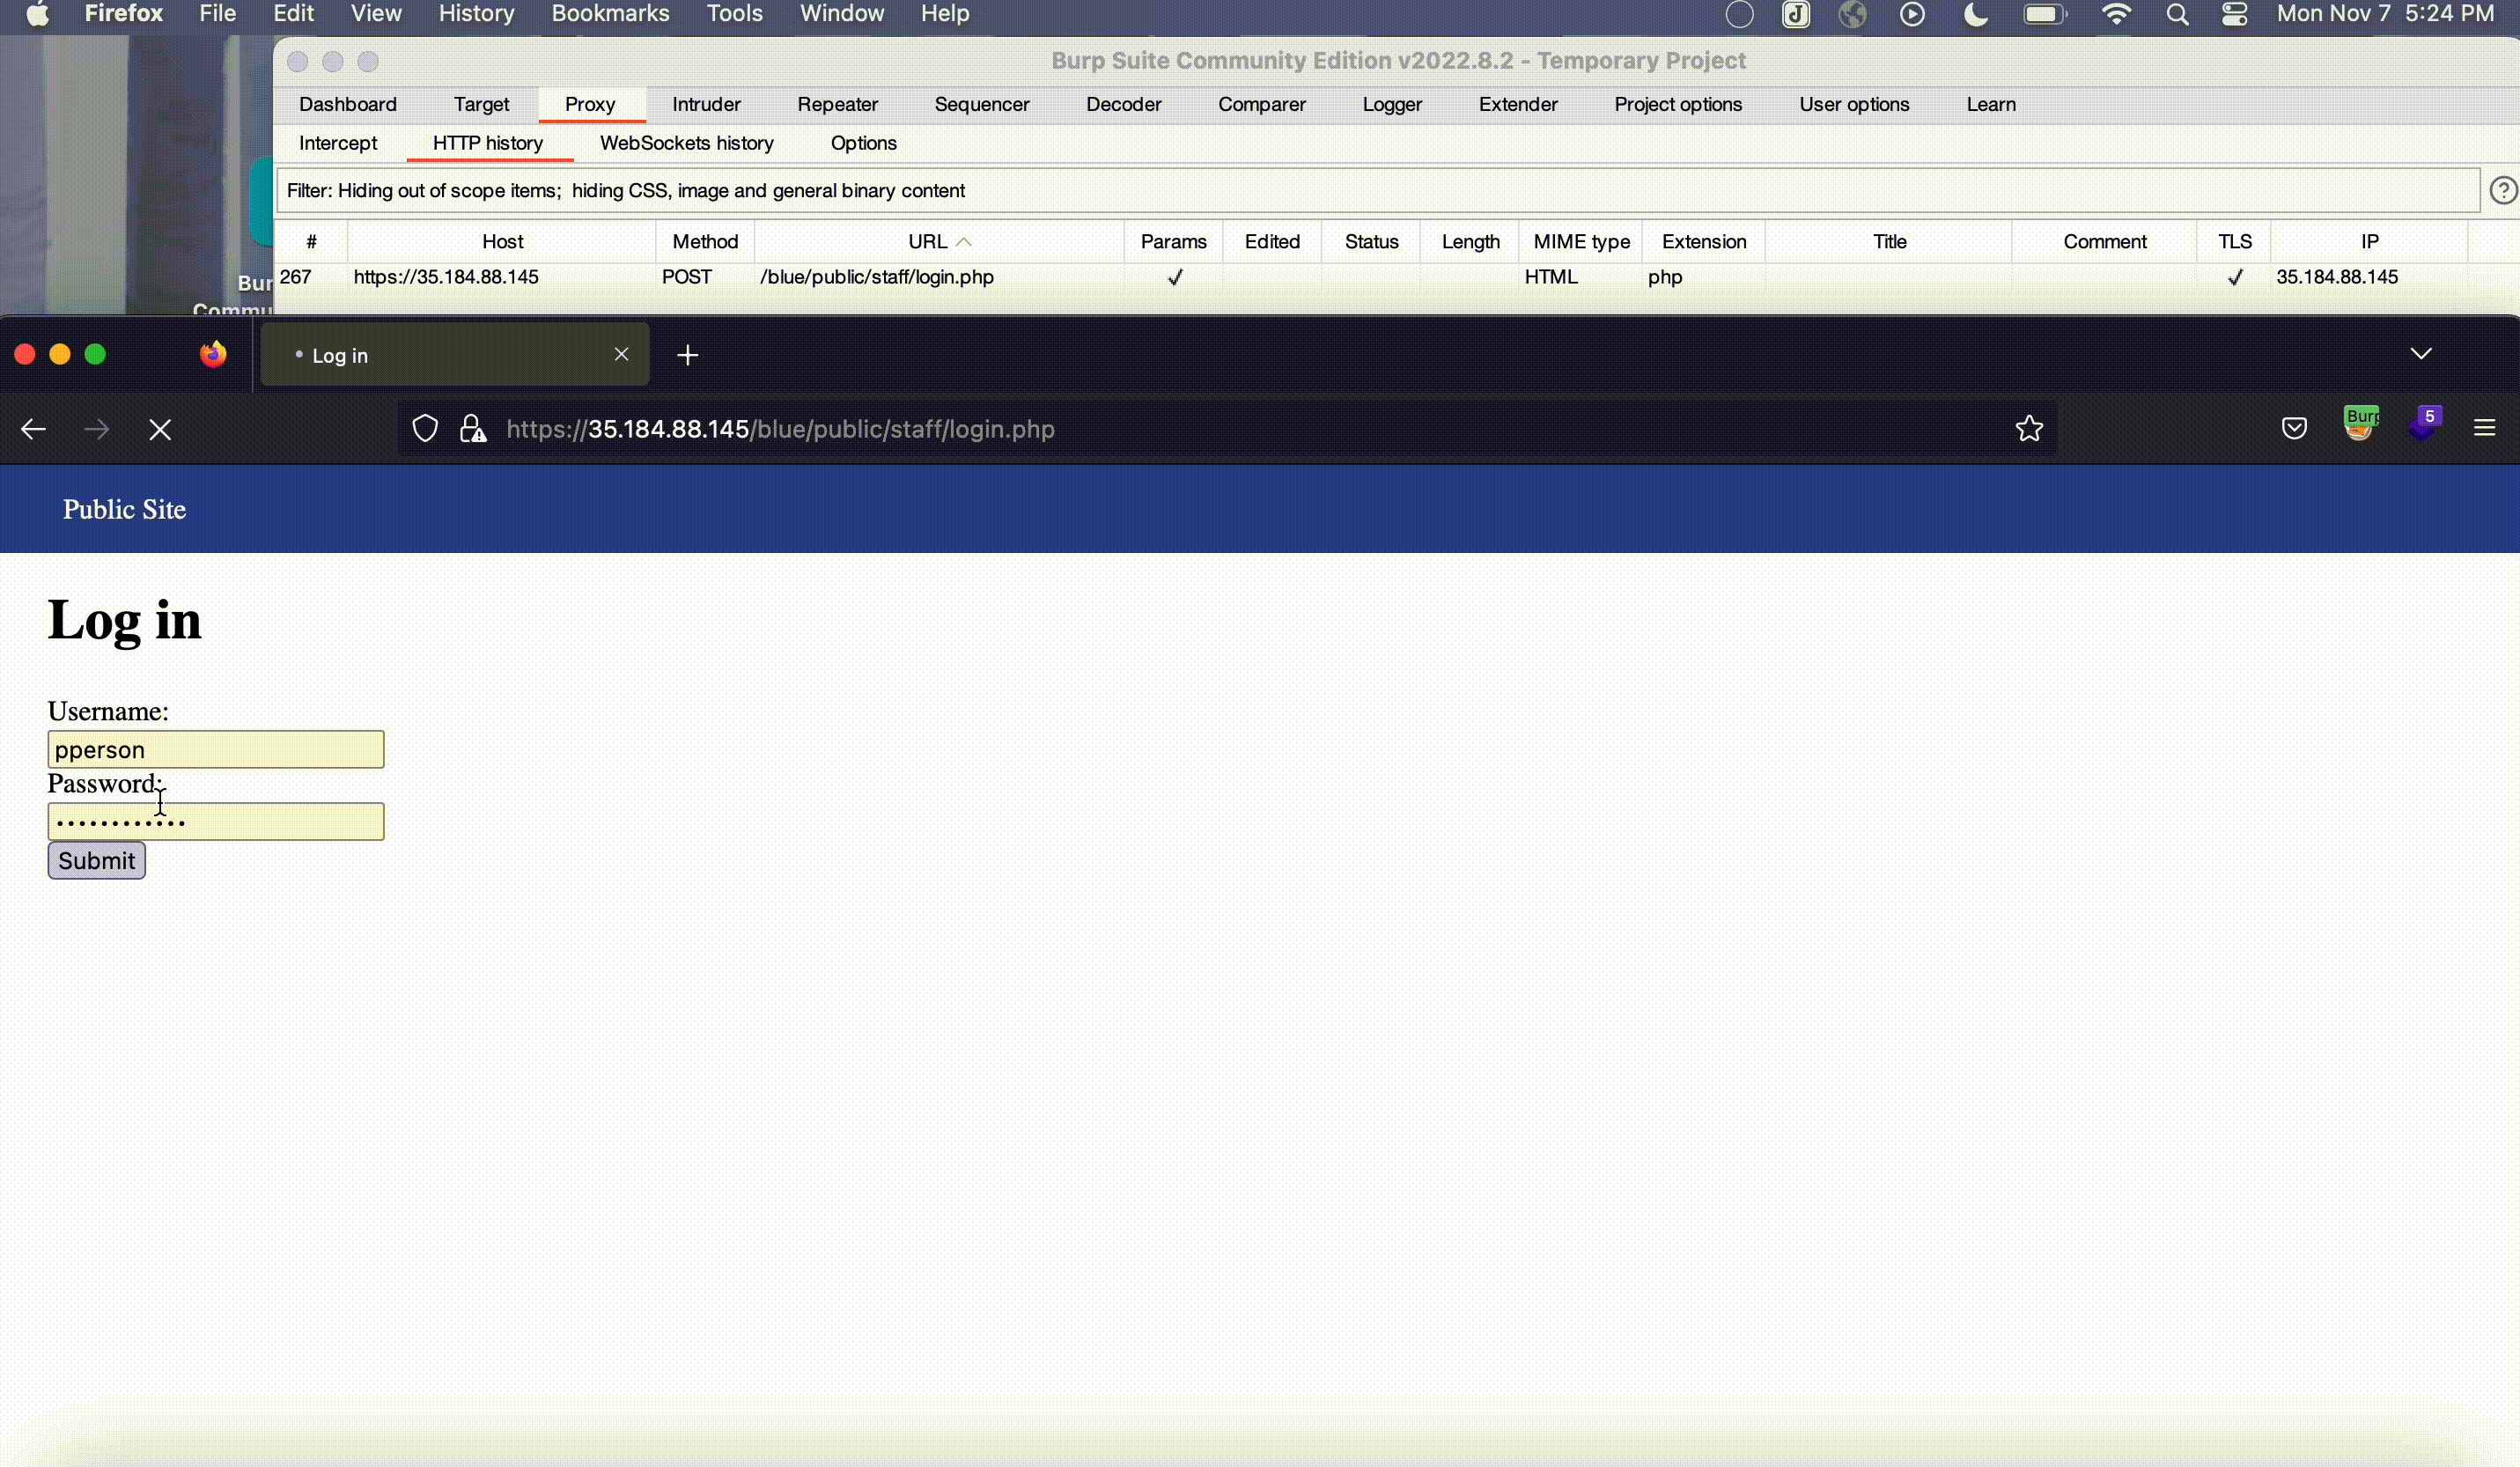 Firefox File Edit View History Bookmarks Tools Window Help Mon Nov 7 5:24 PM
Burp Suite Community Edition v2022.8.2 - Temporary Project
Dashboard Target Proxy Intruder Repeater Sequencer Decoder Comparer Logger Extender Project options User options Learn
Intercept HTTP history WebSockets history Options
Filter: Hiding out of scope items; hiding CSS, image and general binary content
# Host Method URL Params Edited Status Length MIME type Extension Title Comment TLS IP
267 https://35.184.88.145 POST /blue/public/staff/login.php ✓ HTML php ✓ 35.184.88.145
Bur
Commu
Log in
https://35.184.88.145/blue/public/staff/login.php Burp 5
Public Site
Log in
Username:
pperson
Password:
••••••••••••
Submit